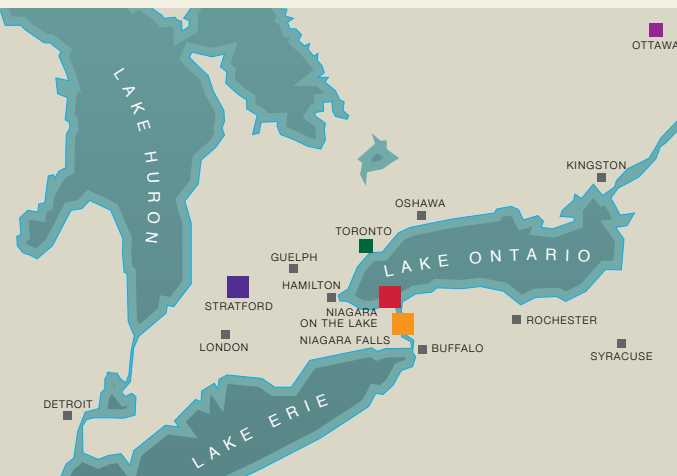 OTTAWA
LAKE HURON
KINGSTON
OSHAWA
TORONTO
LAKE ONTARIO
GUELPH
HAMILTON
STRATFORD
NIAGARA
ON THE LAKE
ROCHESTER
NIAGARA FALLS
LONDON
BUFFALO
SYRACUSE
DETROIT
LAKE ERIE